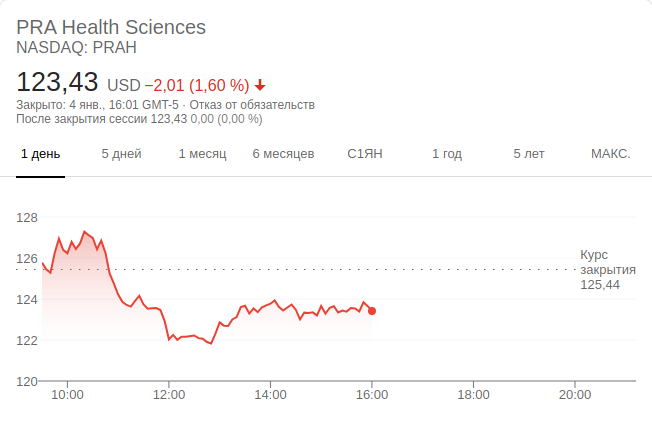 PRA Health Sciences
NASDAQ: PRAH
123,43 USD −2,01 (1,60 %)
Закрыто: 4 янв., 16:01 GMT-5 · Отказ от обязательств
После закрытия сессии 123,43 0,00 (0,00 %)
1 день 5 дней 1 месяц 6 месяцев С1ЯН 1 год 5 лет МАКС.
128
126
124
122
120
Курс
закрытия
125,44
10:00 12:00 14:00 16:00 18:00 20:00